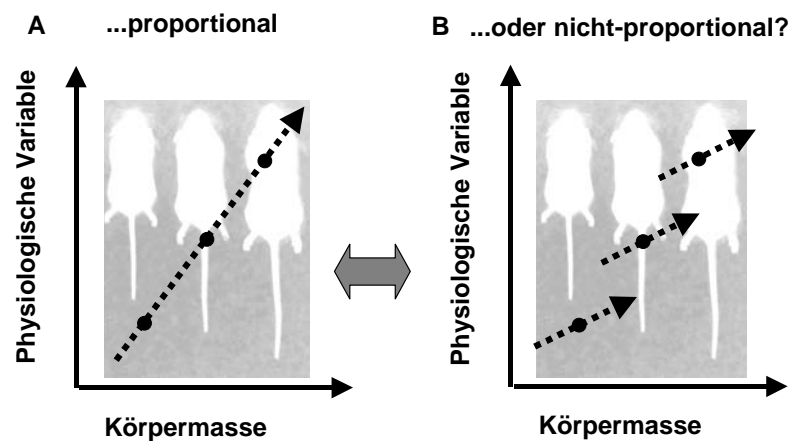 A ...proportional
Physiologische Variable
Körpermasse
B ...oder nicht-proportional?
Physiologische Variable
Körpermasse